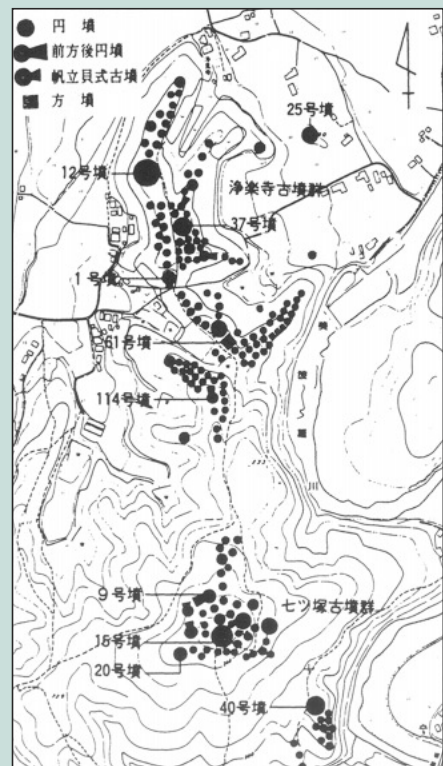 円 墳
前方後円墳
帆立貝式古墳
方 墳
25号墳
12号墳
浄楽寺古墳群
37号墳
1号墳
61号墳
114号墳
9号墳
七ツ塚古墳群
15号墳
20号墳
40号墳